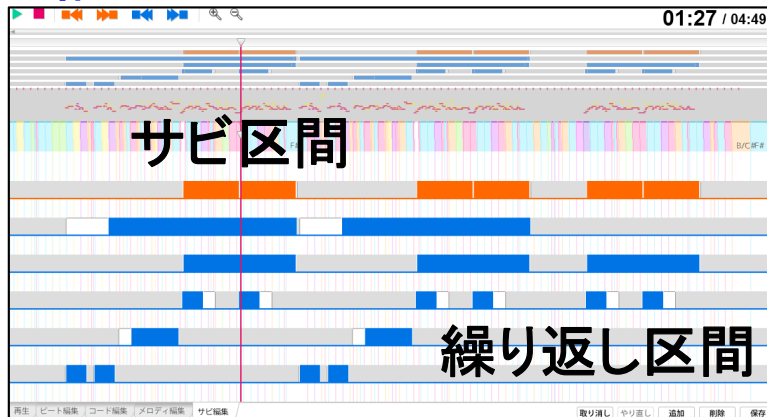 01:27 / 04:49
サビ区間
F#
B/C#F#
繰り返し区間
再生 ビート編集 コード編集 メロディ編集 サビ編集
取り消し やり直し 追加 削除 保存